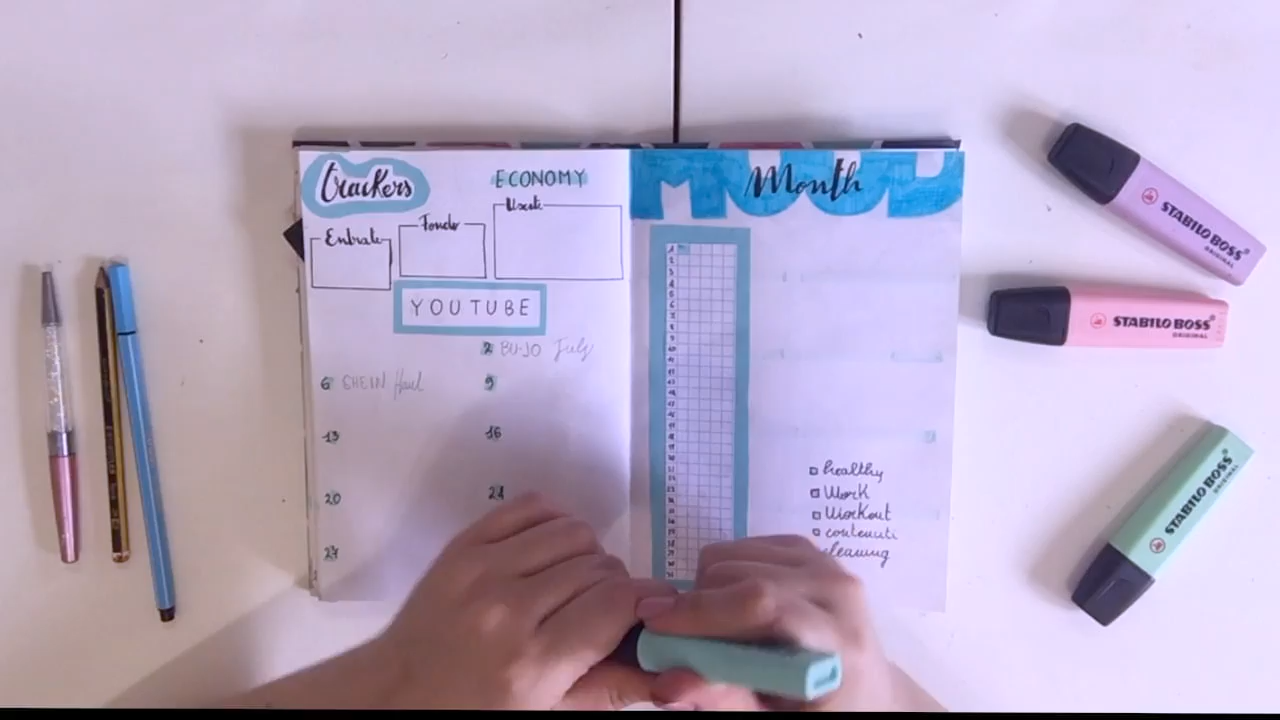 Trackers
ECONOMY
Entrate
Fondo
Uscite
YOUTUBE
2 BUJO July
6 SHEIN Haul
9
13
16
20
27
MOOD
Month
healthy
Work
Workout
contenuti
cleaning
STABILO BOSS
ORIGINAL
STABILO BOSS
ORIGINAL
STABILO BOSS
ORIGINAL